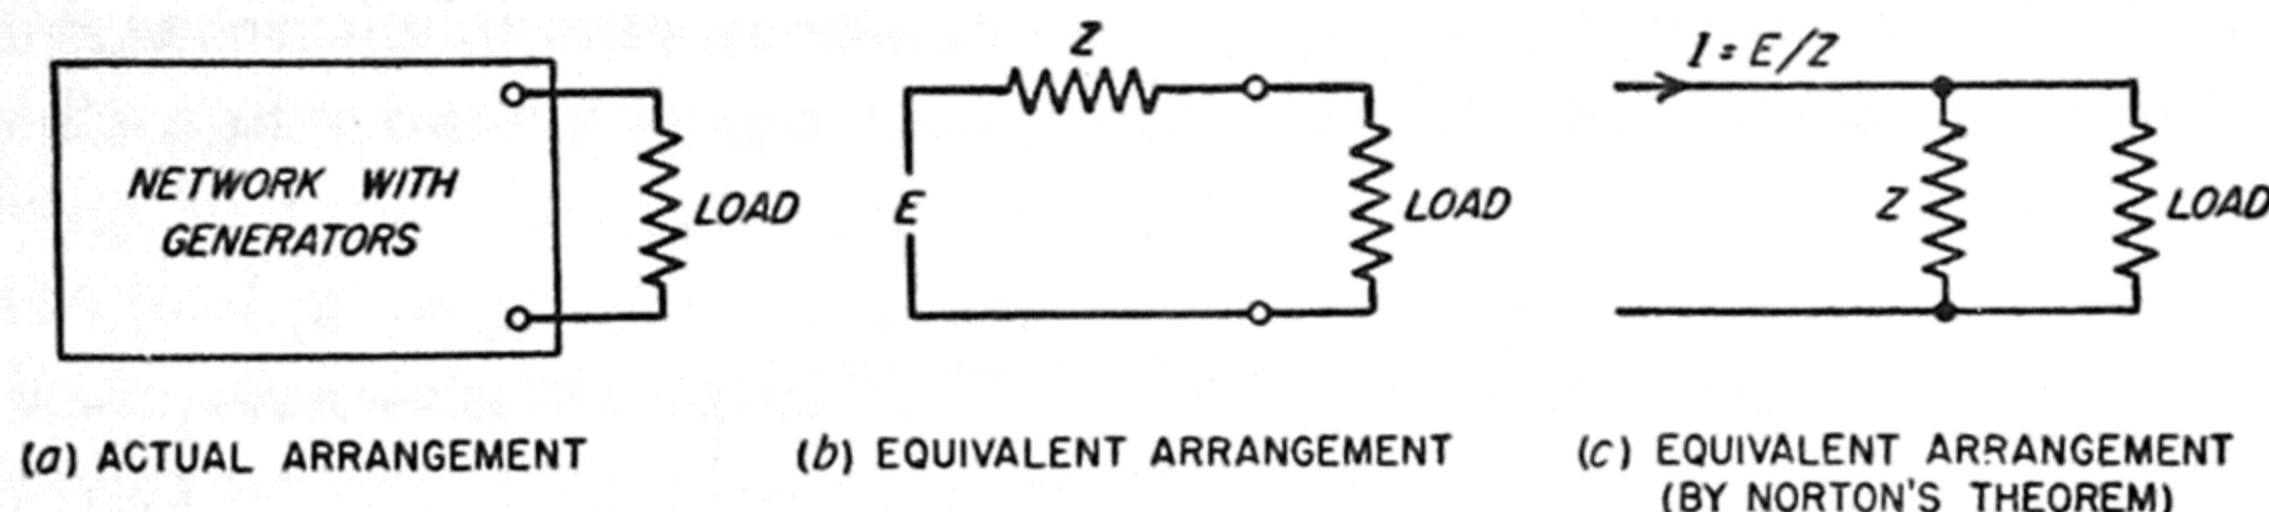 NETWORK WITH
GENERATORS
LOAD
(a) ACTUAL ARRANGEMENT
Z
E
LOAD
(b) EQUIVALENT ARRANGEMENT
I = E/Z
Z
LOAD
(c) EQUIVALENT ARRANGEMENT
(BY NORTON'S THEOREM)